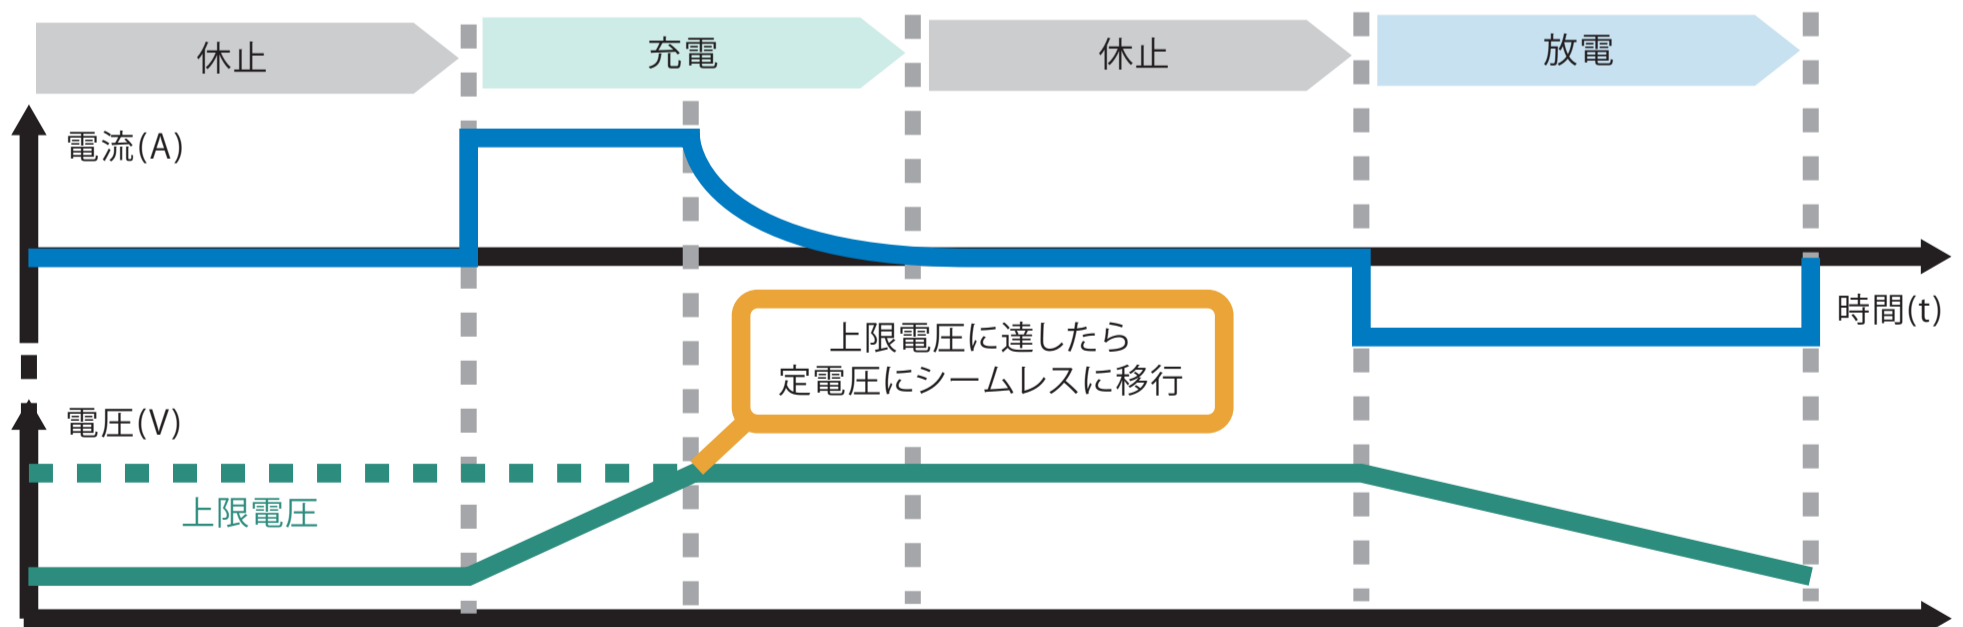 休止
充電
休止
放電
電流(A)
時間(t)
上限電圧に達したら
定電圧にシームレスに移行
電圧(V)
上限電圧